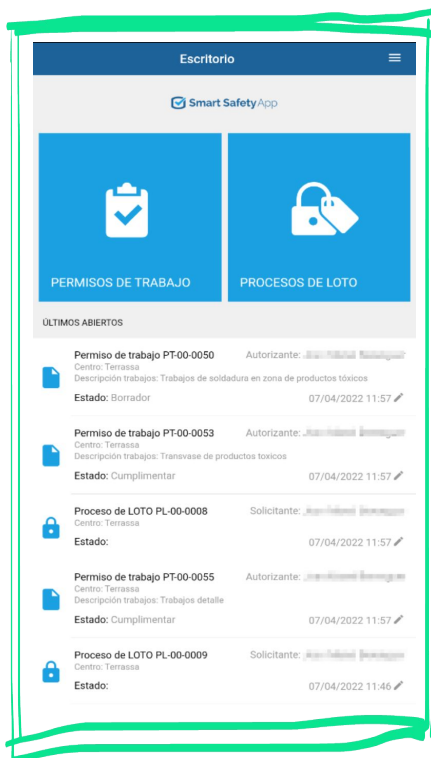 Escritorio
Smart Safety App
PERMISOS DE TRABAJO PROCESOS DE LOTO
ÚLTIMOS ABIERTOS
Permiso de trabajo PT-00-0050 Autorizante:
Centro: Terrassa
Descripción trabajos: Trabajos de soldadura en zona de productos tóxicos
Estado: Borrador 07/04/2022 11:57
Permiso de trabajo PT-00-0053 Autorizante:
Centro: Terrassa
Descripción trabajos: Transvase de productos toxicos
Estado: Cumplimentar 07/04/2022 11:57
Proceso de LOTO PL-00-0008 Solicitante:
Centro: Terrassa
Estado: 07/04/2022 11:57
Permiso de trabajo PT-00-0055 Autorizante:
Centro: Terrassa
Descripción trabajos: Trabajos detalle
Estado: Cumplimentar 07/04/2022 11:57
Proceso de LOTO PL-00-0009 Solicitante:
Centro: Terrassa
Estado: 07/04/2022 11:46